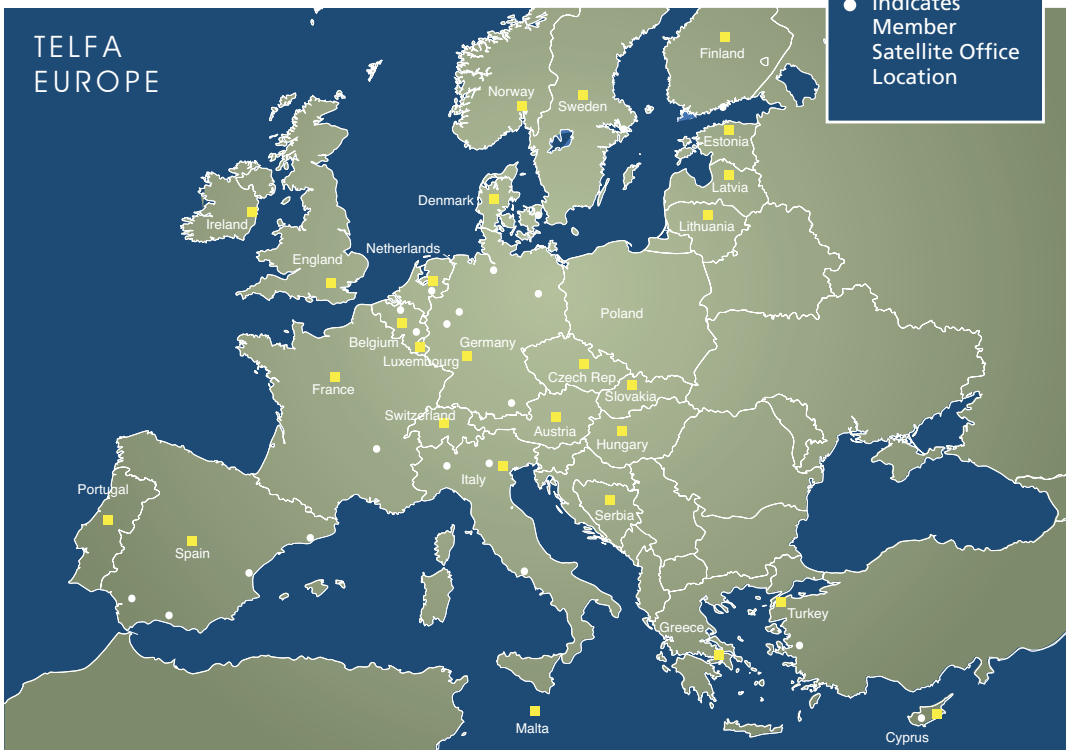 TELFA
EUROPE
Indicates
Member
Satellite Office
Location
Finland
Norway
Sweden
Estonia
Latvia
Denmark
Lithuania
Ireland
Netherlands
England
Poland
Belgium
Germany
Luxembourg
Czech Rep.
France
Slovakia
Switzerland
Austria
Hungary
Italy
Portugal
Serbia
Spain
Turkey
Greece
Malta
Cyprus